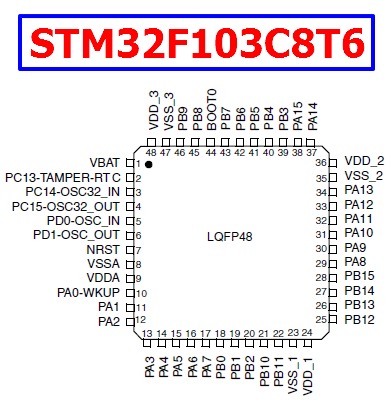 STM32F103C8T6
VDD_3 VSS_3 PB9 PB8 BOOT0 PB7 PB6 PB5 PB4 PB3 PA15 PA14
48 47 46 45 44 43 42 41 40 39 38 37
VBAT 1 36 VDD_2
PC13-TAMPER-RTC 2 35 VSS_2
PC14-OSC32_IN 3 34 PA13
PC15-OSC32_OUT 4 33 PA12
PD0-OSC_IN 5 32 PA11
PD1-OSC_OUT 6 LQFP48 31 PA10
NRST 7 30 PA9
VSSA 8 29 PA8
VDDA 9 28 PB15
PA0-WKUP 10 27 PB14
PA1 11 26 PB13
PA2 12 25 PB12
13 14 15 16 17 18 19 20 21 22 23 24
PA3 PA4 PA5 PA6 PA7 PB0 PB1 PB2 PB10 PB11 VSS_1 VDD_1